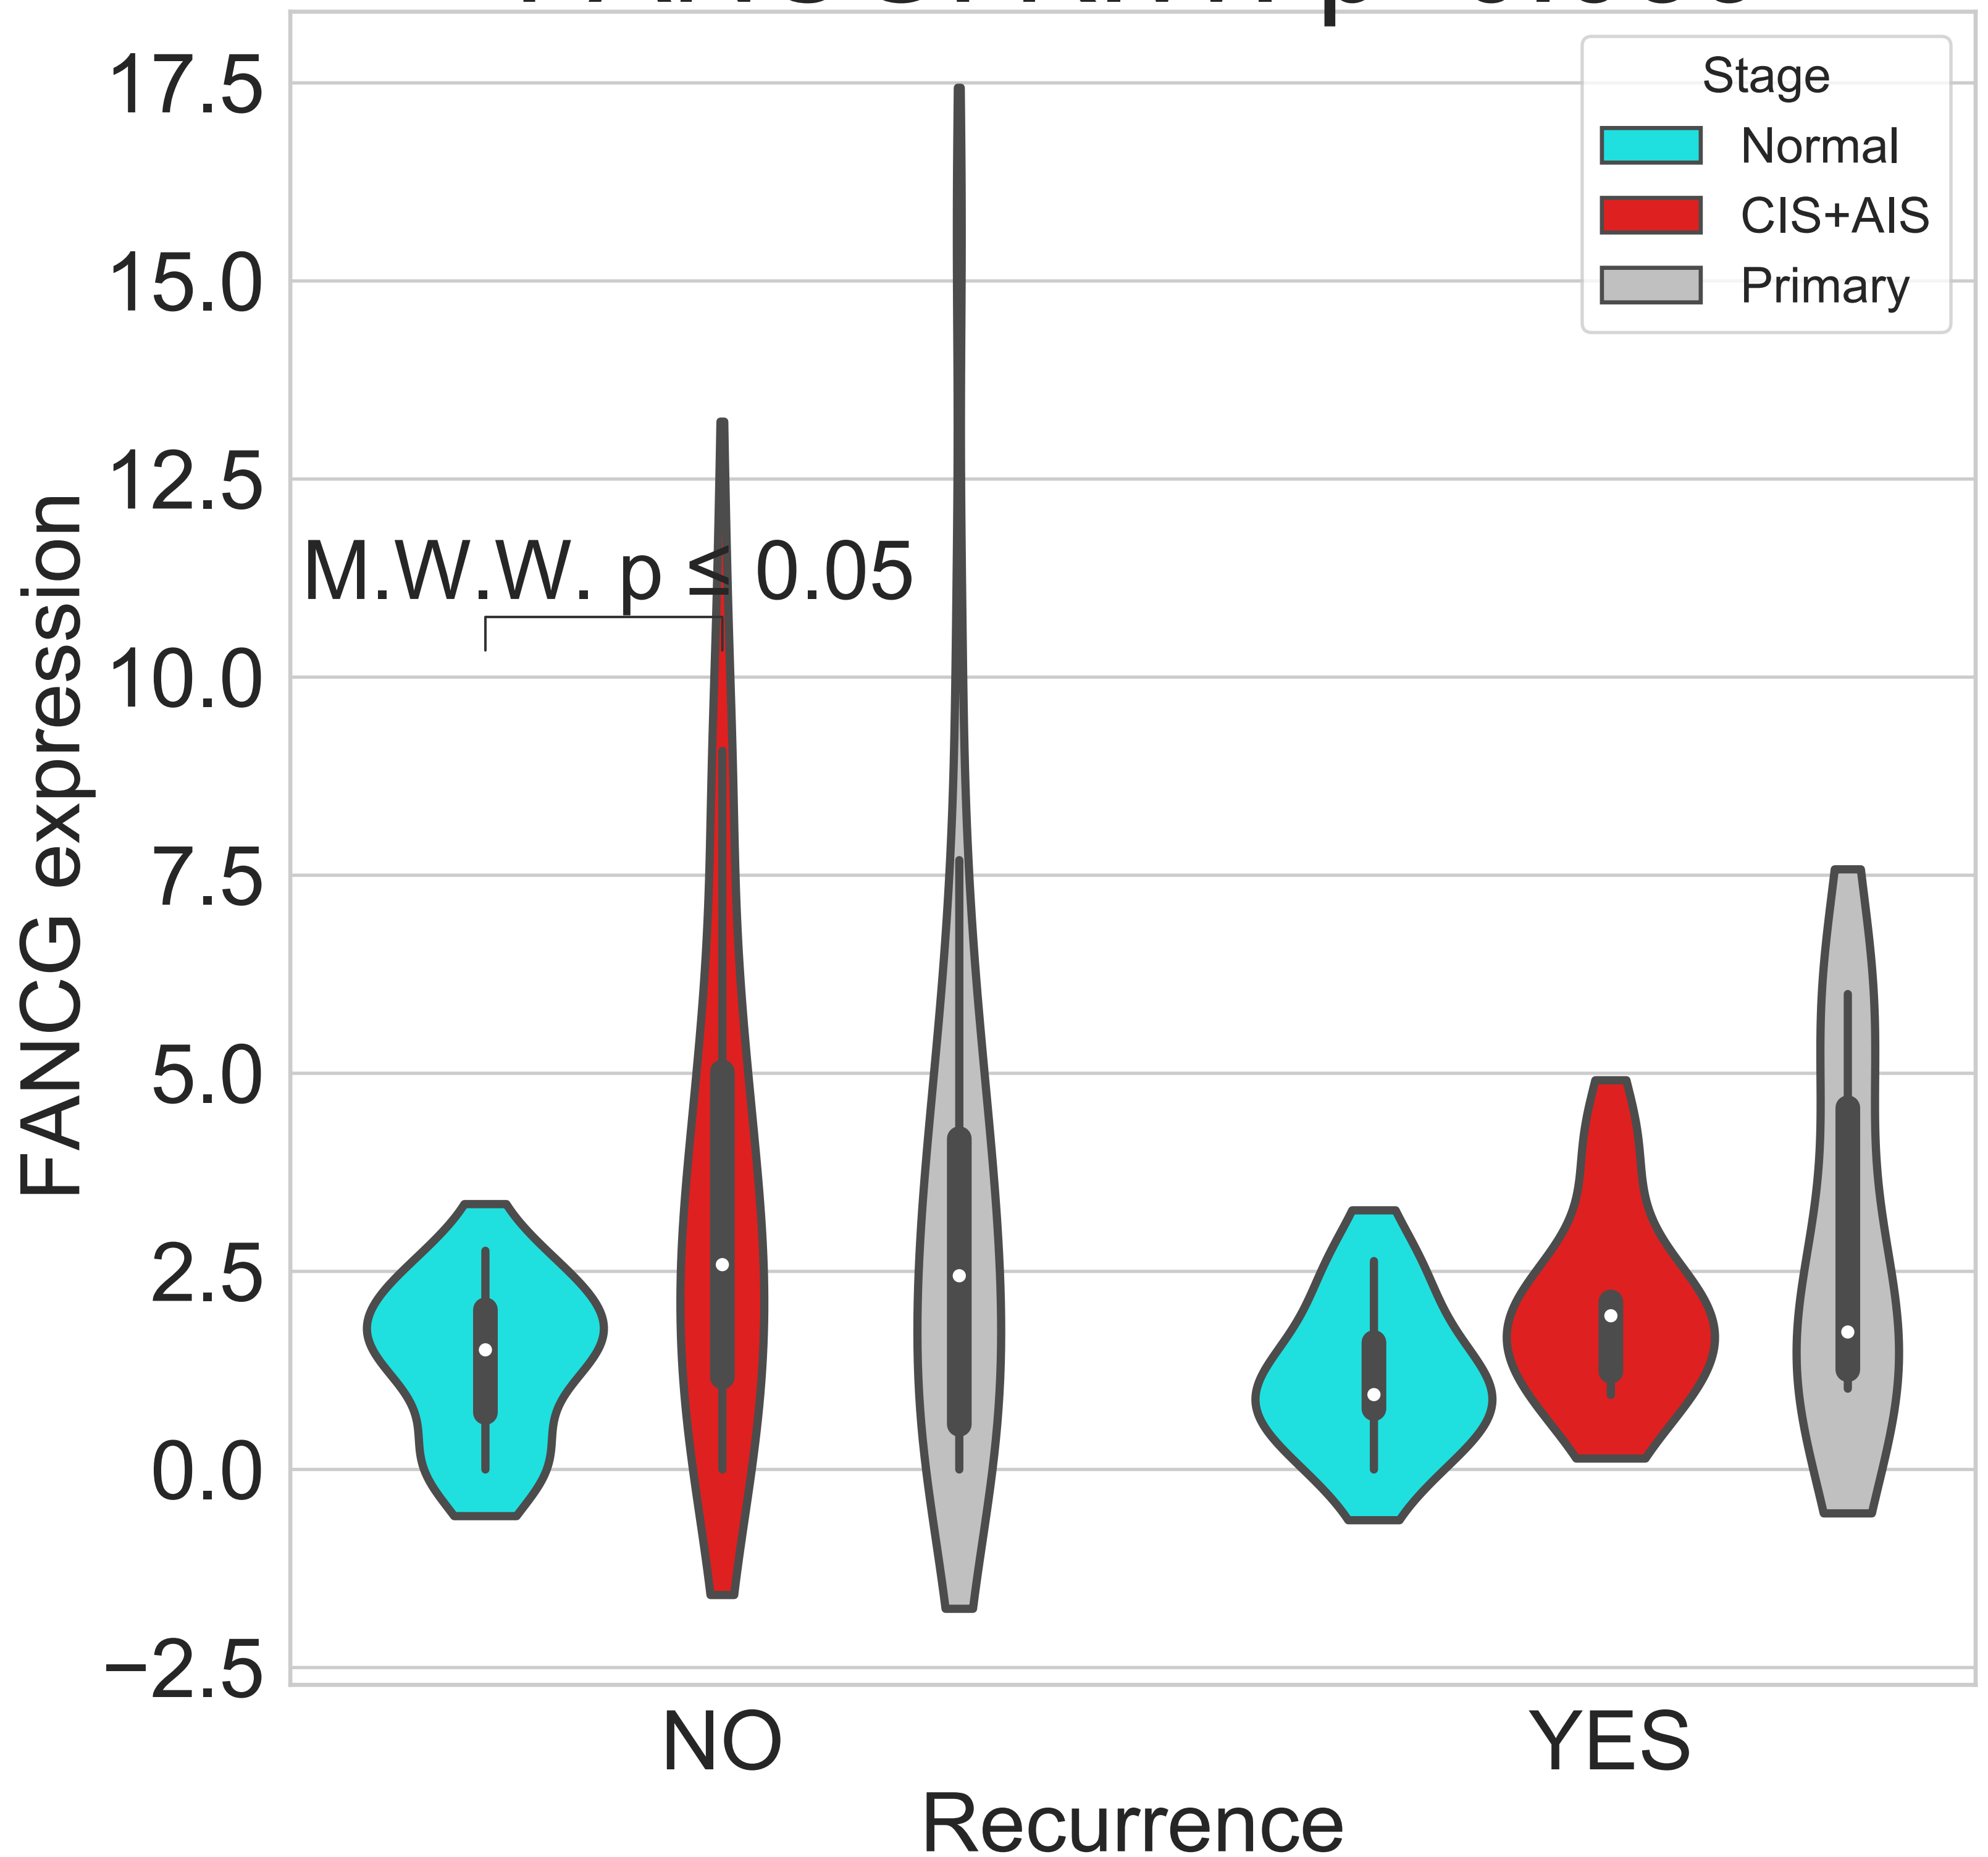 17.5
15.0
12.5
10.0
7.5
5.0
2.5
0.0
−2.5
FANCG expression
Stage
Normal
CIS+AIS
Primary
M.W.W. p ≤ 0.05
NO
YES
Recurrence